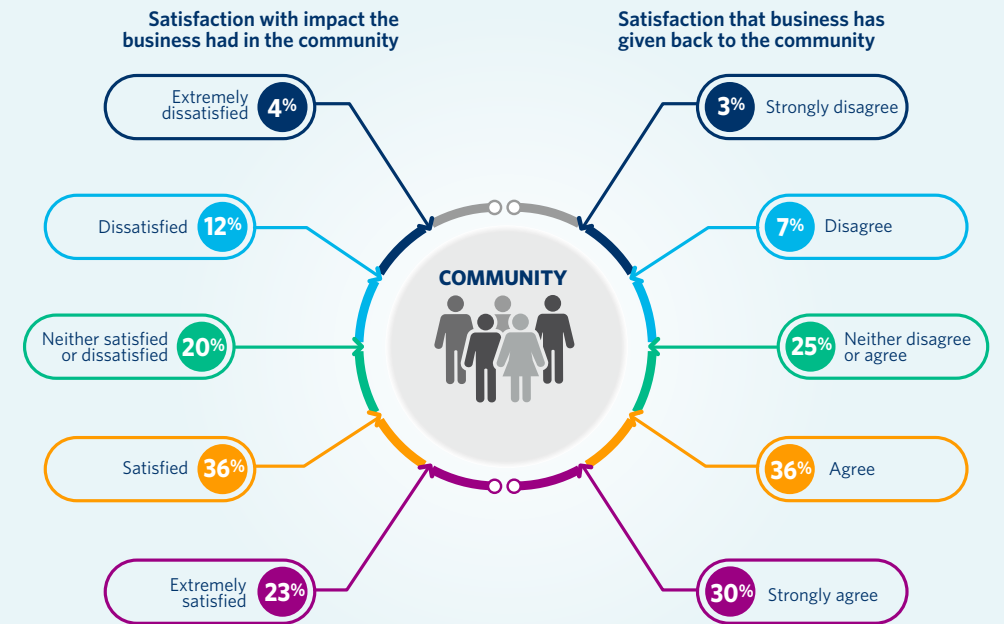 Satisfaction with impact the
business had in the community
Extremely
dissatisfied
4%
Dissatisfied
12%
Neither satisfied
or dissatisfied
20%
Satisfied
36%
Extremely
satisfied
23%
COMMUNITY
Satisfaction that business has
given back to the community
3%
Strongly disagree
7%
Disagree
25%
Neither disagree
or agree
36%
Agree
30%
Strongly agree